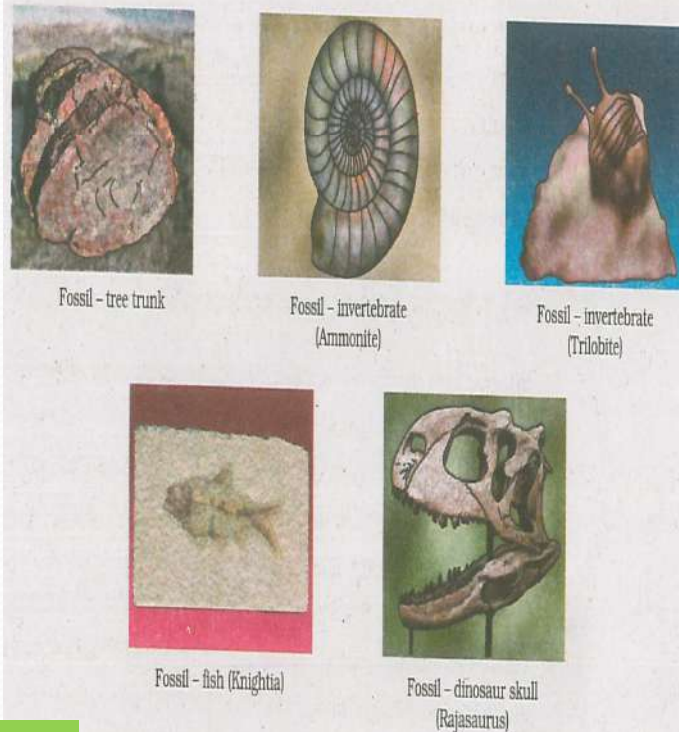 Fossil – tree trunk
Fossil – invertebrate
(Ammonite)
Fossil – invertebrate
(Trilobite)
Fossil – fish (Knightia)
Fossil – dinosaur skull
(Rajasaurus)